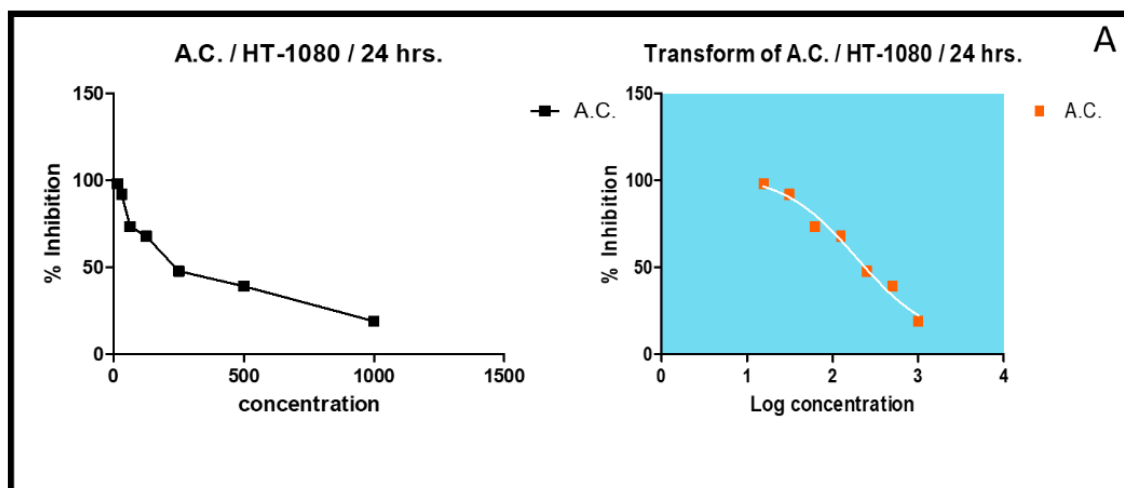 A
A.C. / HT-1080 / 24 hrs.
150
100
50
0
% Inhibition
0 500 1000 1500
concentration
A.C.
Transform of A.C. / HT-1080 / 24 hrs.
150
100
50
0
% Inhibition
0 1 2 3 4
Log concentration
A.C.